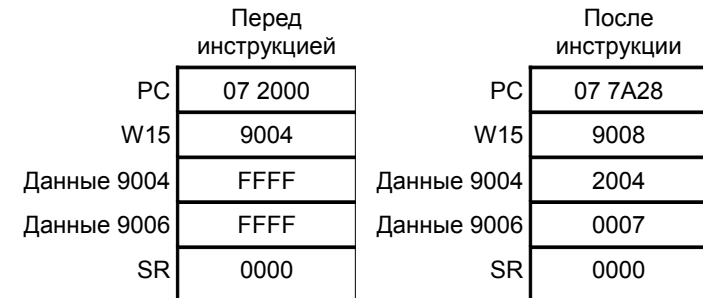 Перед После
инструкцией инструкции
PC 07 2000 PC 07 7A28
W15 9004 W15 9008
Данные 9004 FFFF Данные 9004 2004
Данные 9006 FFFF Данные 9006 0007
SR 0000 SR 0000